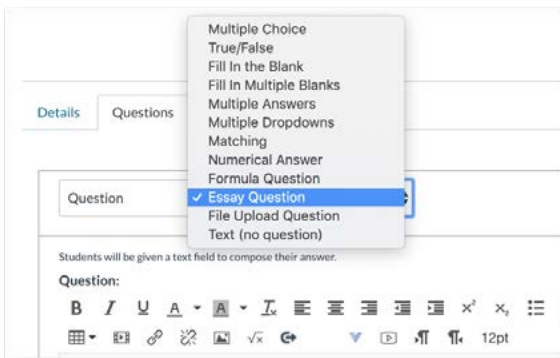 Multiple Choice
True/False
Fill In the Blank
Fill In Multiple Blanks
Multiple Answers
Multiple Dropdowns
Matching
Numerical Answer
Formula Question
✓ Essay Question
File Upload Question
Text (no question)
Details Questions
Question
Students will be given a text field to compose their answer.
Question:
B I U A A Tx x² x₂
√x 12pt